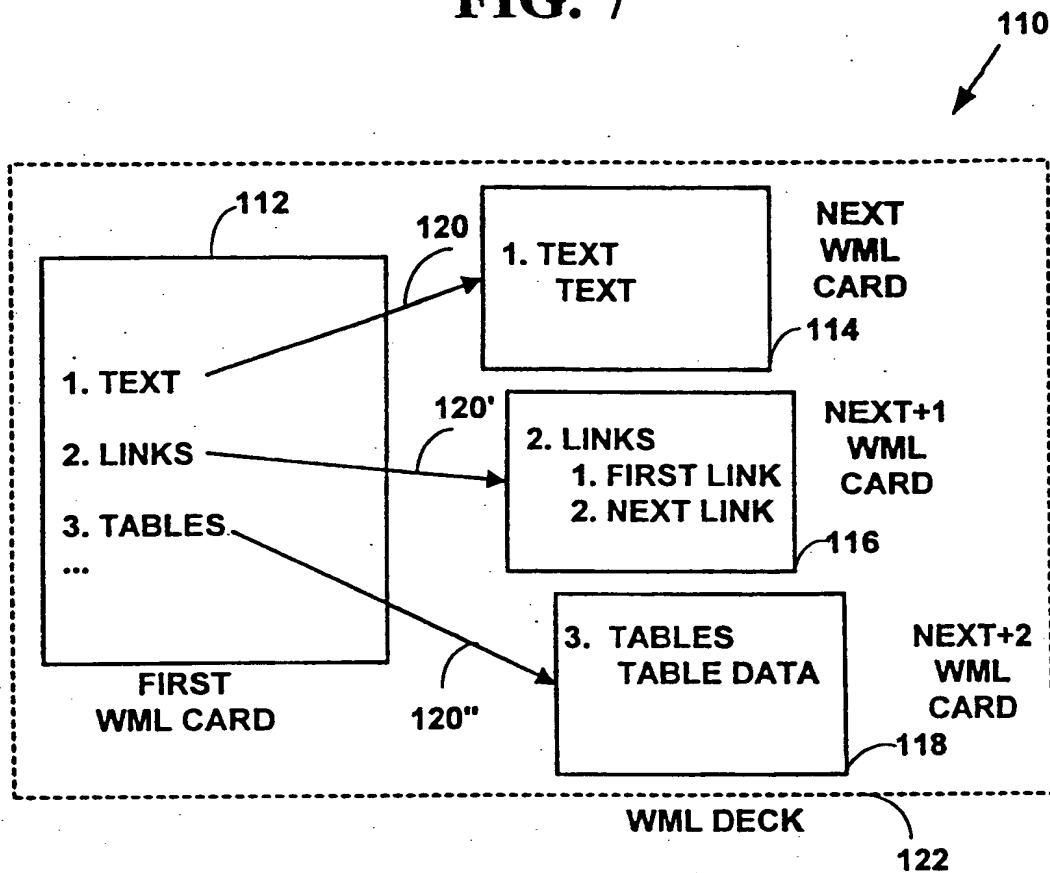 FIG. 7
110
112
120
1. TEXT
TEXT
NEXT
WML
CARD
114
1. TEXT
2. LINKS
3. TABLES
...
120'
2. LINKS
1. FIRST LINK
2. NEXT LINK
NEXT+1
WML
CARD
116
3. TABLES
TABLE DATA
NEXT+2
WML
CARD
118
FIRST
WML CARD
120"
WML DECK
122